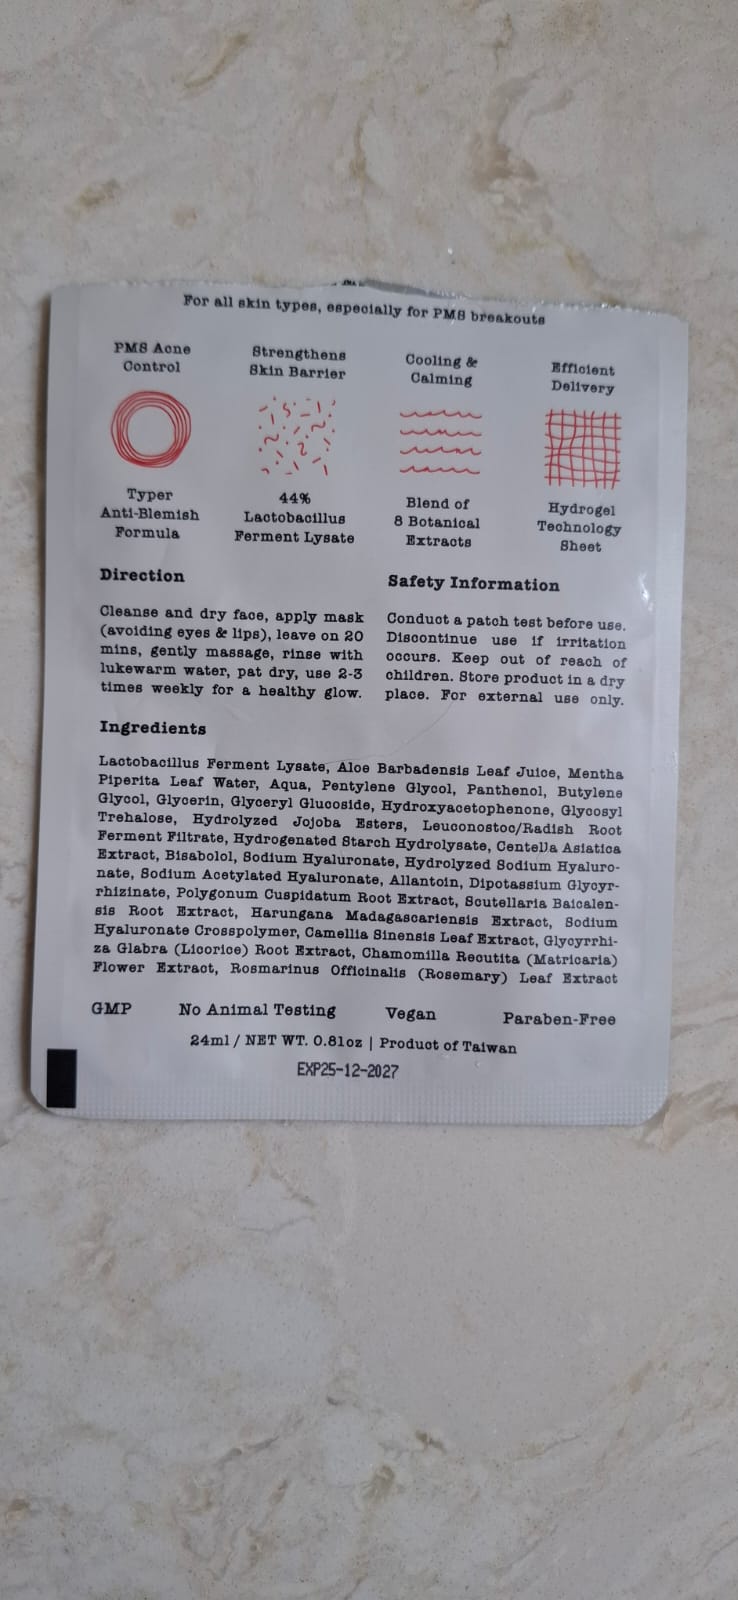 For all skin types, especially for PMS breakouts
PMS Acne
Control
Strengthens
Skin Barrier
Cooling &
Calming
Efficient
Delivery
Typer
Anti-Blemish
Formula
44%
Lactobacillus
Ferment Lysate
Blend of
8 Botanical
Extracts
Hydrogel
Technology
Sheet
Direction
Cleanse and dry face, apply mask
(avoiding eyes & lips), leave on 20
mins, gently massage, rinse with
lukewarm water, pat dry, use 2-3
times weekly for a healthy glow.
Safety Information
Conduct a patch test before use.
Discontinue use if irritation
occurs. Keep out of reach of
children. Store product in a dry
place. For external use only.
Ingredients
Lactobacillus Ferment Lysate, Aloe Barbadensis Leaf Juice, Mentha
Piperita Leaf Water, Aqua, Pentylene Glycol, Panthenol, Butylene
Glycol, Glycerin, Glyceryl Glucoside, Hydroxyacetophenone, Glycosyl
Trehalose, Hydrolyzed Jojoba Esters, Leuconostoc/Radish Root
Ferment Filtrate, Hydrogenated Starch Hydrolysate, Centella Asiatica
Extract, Bisabolol, Sodium Hyaluronate, Hydrolyzed Sodium Hyaluro-
nate, Sodium Acetylated Hyaluronate, Allantoin, Dipotassium Glycyr-
rhizinate, Polygonum Cuspidatum Root Extract, Scutellaria Baicalen-
sis Root Extract, Harungana Madagascariensis Extract, Sodium
Hyaluronate Crosspolymer, Camellia Sinensis Leaf Extract, Glycyrrhi-
za Glabra (Licorice) Root Extract, Chamomilla Recutita (Matricaria)
Flower Extract, Rosmarinus Officinalis (Rosemary) Leaf Extract
GMP
No Animal Testing
Vegan
Paraben-Free
24ml / NET WT. 0.81oz | Product of Taiwan
EXP25-12-2027